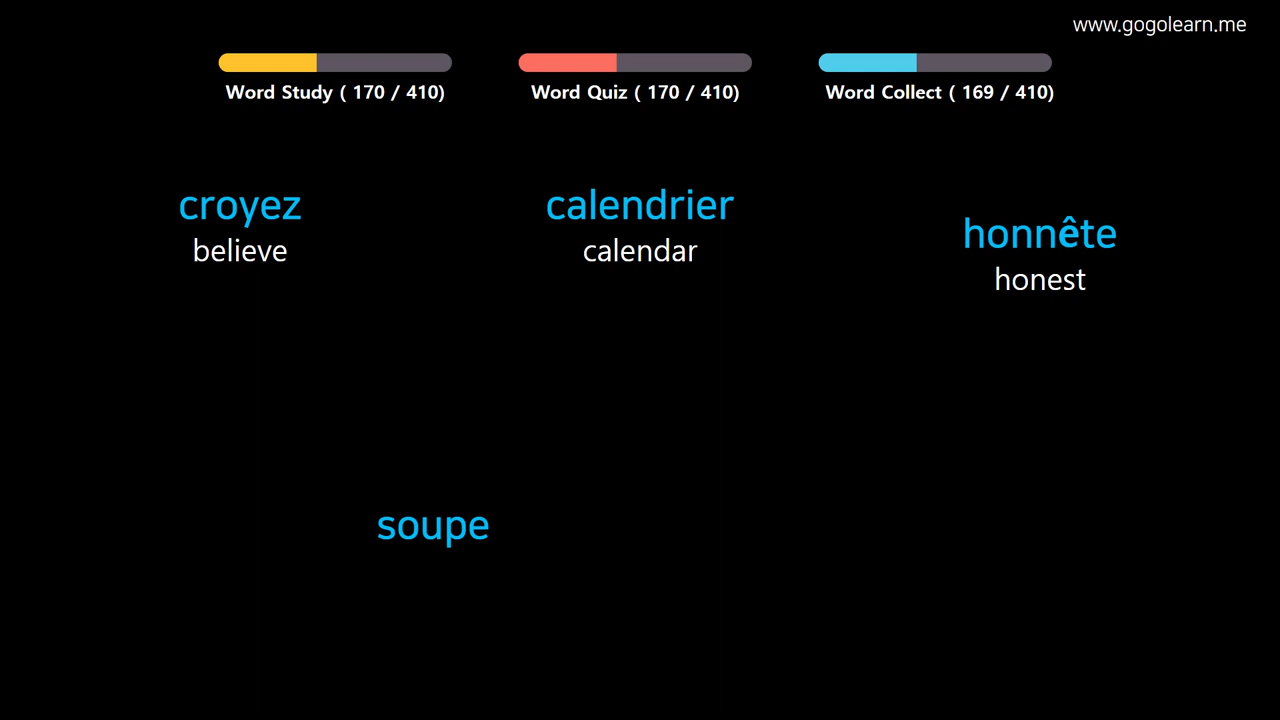 www.gogolearn.me
Word Study ( 170 / 410)
Word Quiz ( 170 / 410)
Word Collect ( 169 / 410)
croyez
believe
calendrier
calendar
honnête
honest
soupe